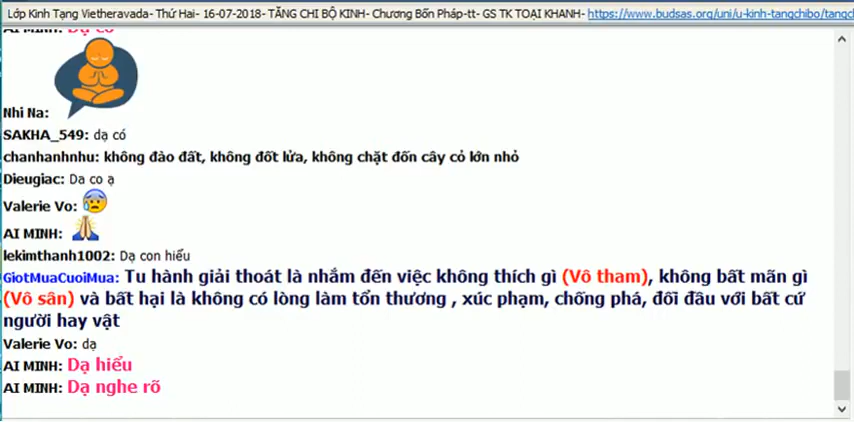 Lớp Kinh Tạng Vietheravada- Thứ Hai- 16-07-2018- TĂNG CHI BỘ KINH- Chương Bốn Pháp-tt- GS TK TOẠI KHANH- https://www.budsas.org/uni/u-kinh-tangchibo/tangc
AI MINH: Dạ có
Nhi Na:
SAKHA_549: dạ có
chanhanhnhu: không đào đất, không đốt lửa, không chặt đốn cây cỏ lớn nhỏ
Dieugiac: Da co ạ
Valerie Vo:
AI MINH:
lekimthanh1002: Dạ con hiểu
GiotMuaCuoiMua: Tu hành giải thoát là nhắm đến việc không thích gì (Vô tham), không bất mãn gì
(Vô sân) và bất hại là không có lòng làm tổn thương , xúc phạm, chống phá, đối đầu với bất cứ
người hay vật
Valerie Vo: dạ
AI MINH: Dạ hiểu
AI MINH: Dạ nghe rõ